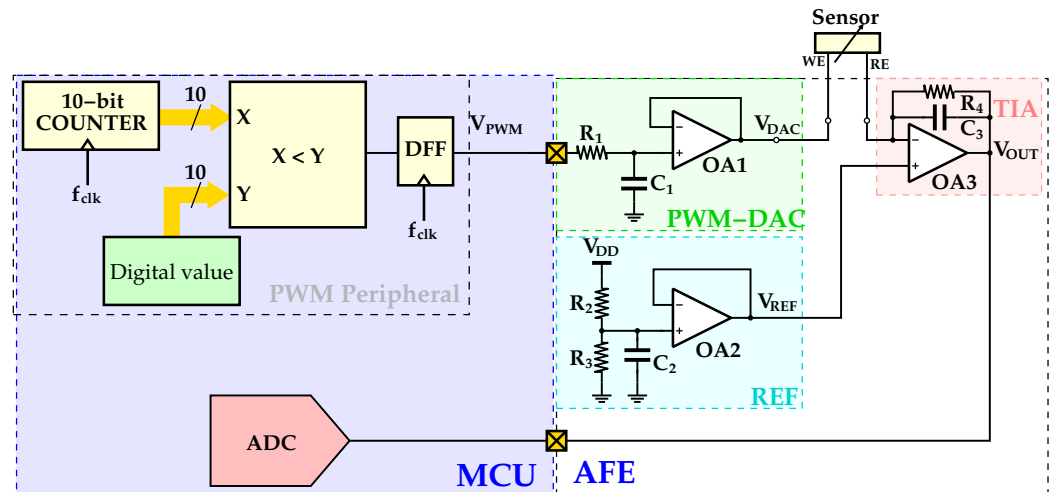 Sensor
WE
RE
10
10-bit
COUNTER
X
f_clk
X < Y
DFF
V_PWM
f_clk
10
Y
Digital value
PWM Peripheral
R_1
C_1
OA1
V_DAC
PWM-DAC
R_4
C_3
TIA
OA3
V_OUT
V_DD
R_2
R_3
C_2
OA2
V_REF
REF
ADC
MCU
AFE